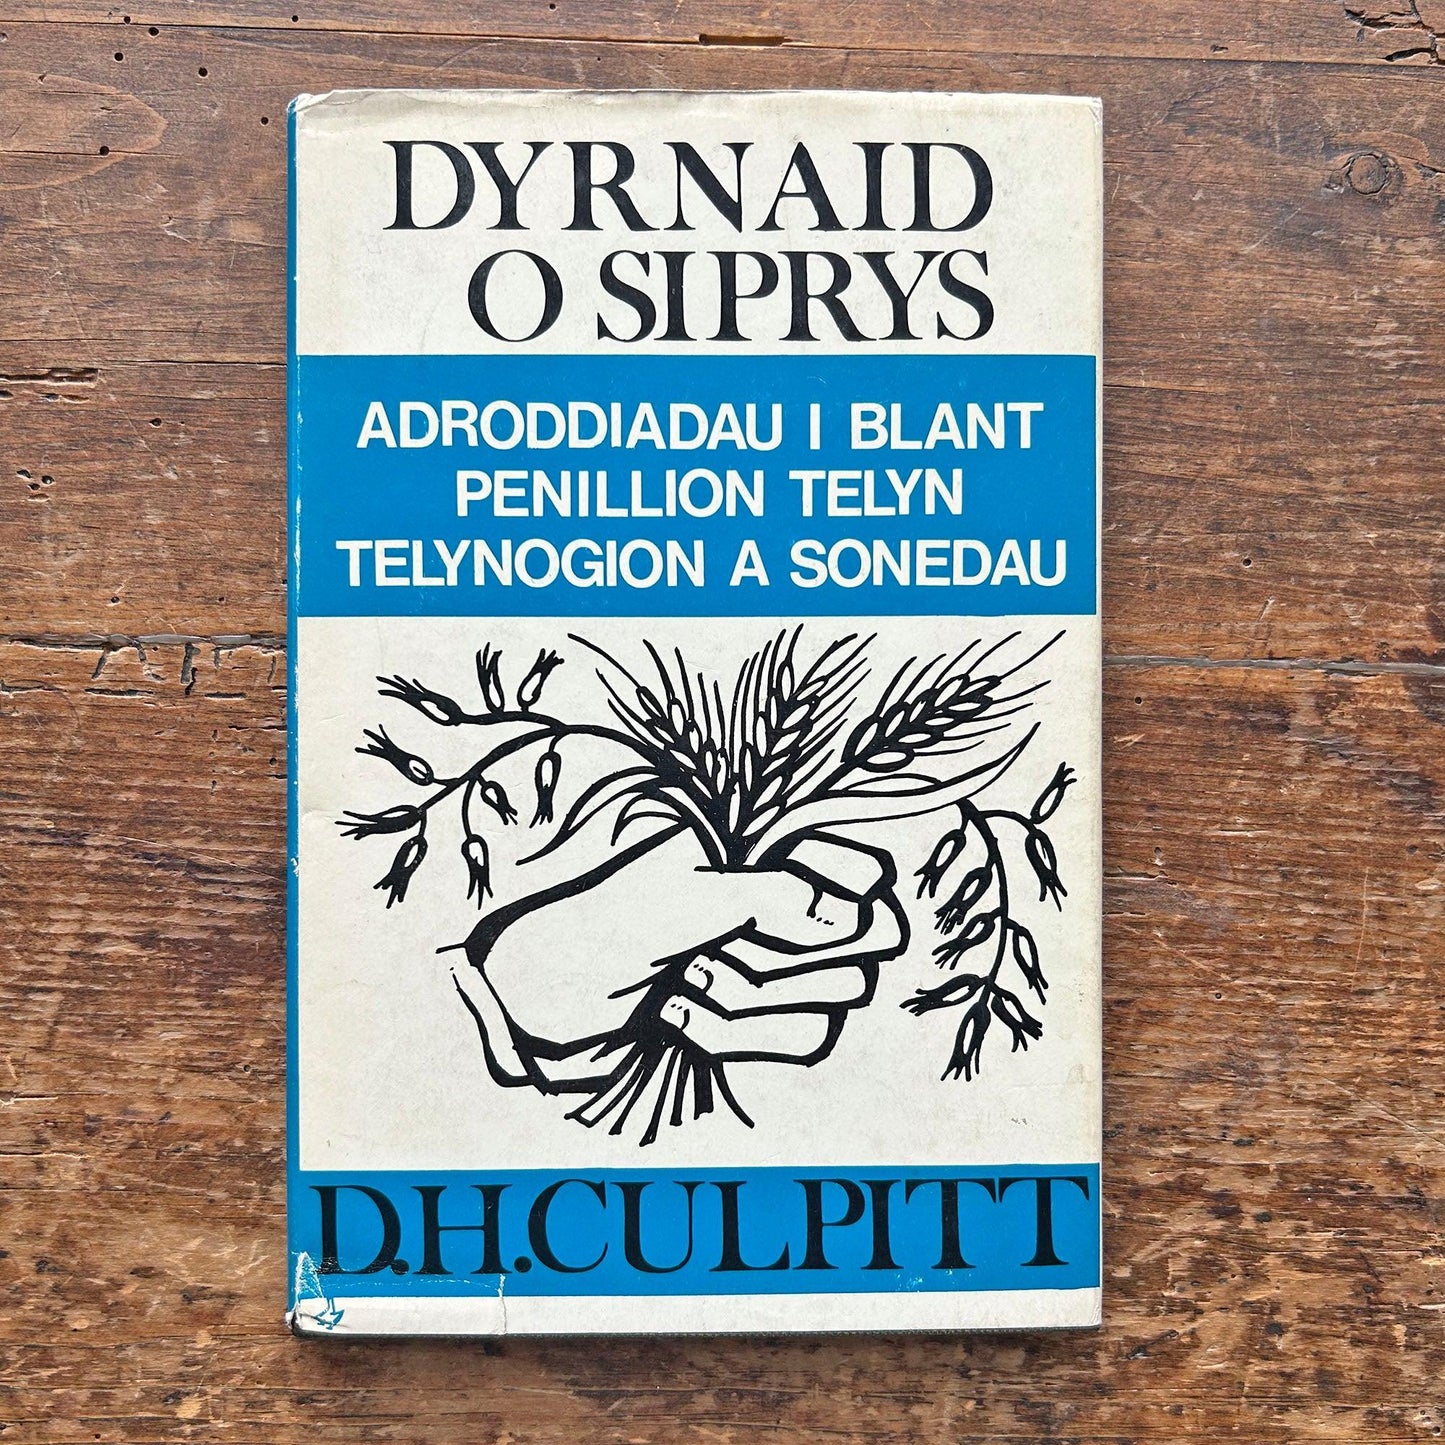 DYRNAID
O SIPRYS
ADRODDIADAU I BLANT
PENILLION TELYN
TELYNOGION A SONEDAU
D.H.CULPITT